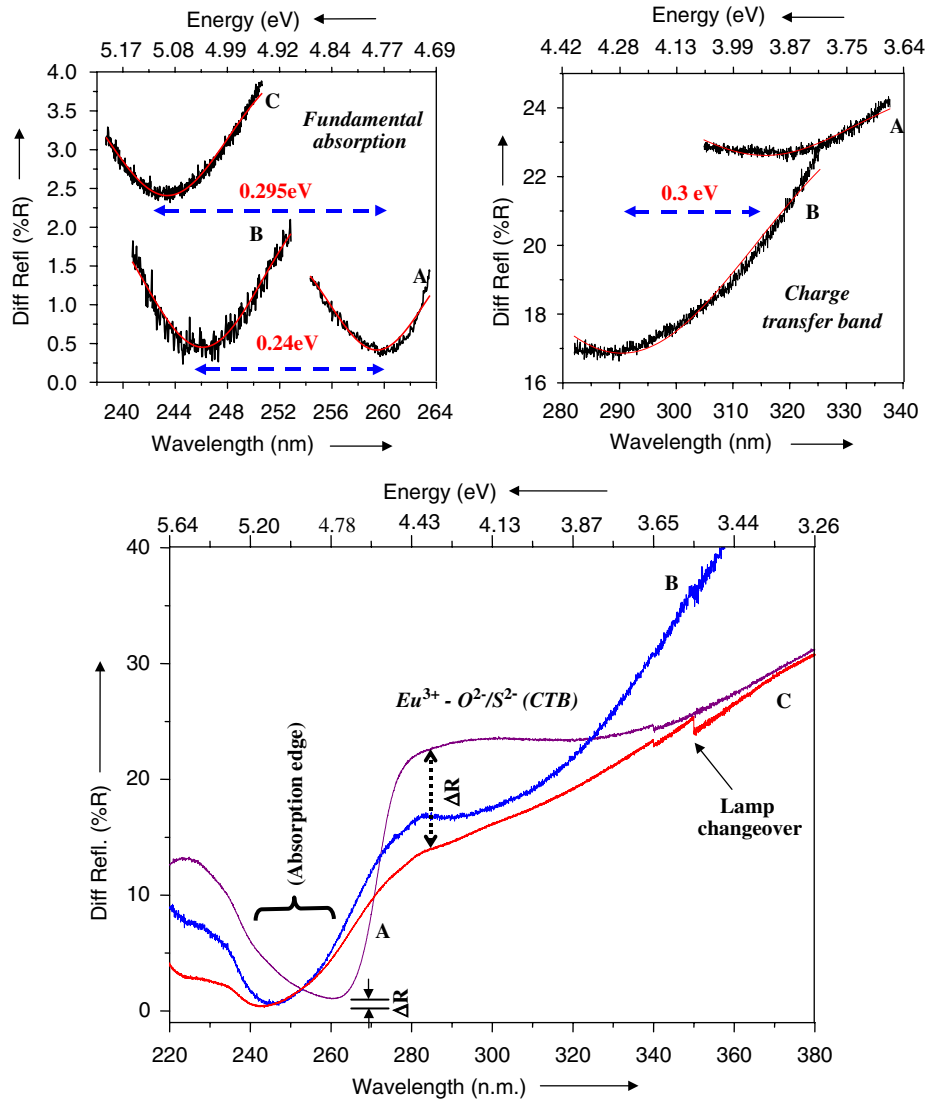 Energy (eV)
5.17 5.08 4.99 4.92 4.84 4.77 4.69
4.0
3.5
3.0
2.5
2.0
1.5
1.0
0.5
0.0
Diff Refl (%R)
C
Fundamental
absorption
0.295eV
B
A
0.24eV
240 244 248 252 256 260 264
Wavelength (nm)
Energy (eV)
4.42 4.28 4.13 3.99 3.87 3.75 3.64
24
22
20
18
16
Diff Refl (%R)
A
0.3 eV
B
Charge
transfer band
280 290 300 310 320 330 340
Wavelength (nm)
Energy (eV)
5.64 5.20 4.78 4.43 4.13 3.87 3.65 3.44 3.26
40
30
20
10
0
Diff Refl. (%R)
B
Eu³⁺ - O²⁻/S²⁻ (CTB)
C
(Absorption edge)
ΔR
Lamp
changeover
A
ΔR
220 240 260 280 300 320 340 360 380
Wavelength (n.m.)